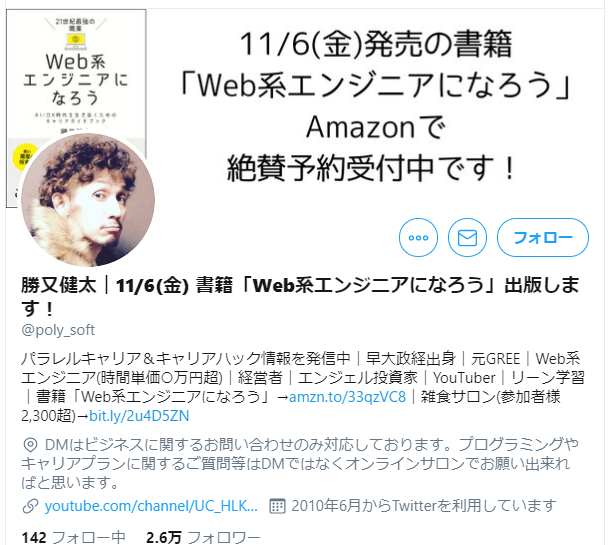 21世紀最強の
職業
Web系
エンジニアに
なろう
AI/DX時代を生き抜くための
キャリアガイドブック
11/6(金)発売の書籍
「Web系エンジニアになろう」
Amazonで
絶賛予約受付中です！
フォロー
勝又健太｜11/6(金) 書籍「Web系エンジニアになろう」出版しま
す！
@poly_soft
パラレルキャリア＆キャリアハック情報を発信中｜早大政経出身｜元GREE｜Web系
エンジニア(時間単価○万円超)｜経営者｜エンジェル投資家｜YouTuber｜リーン学習
｜書籍「Web系エンジニアになろう」→amzn.to/33qzVC8｜雑食サロン(参加者様
2,300超)→bit.ly/2u4D5ZN
DMはビジネスに関するお問い合わせのみ対応しております。プログラミングや
キャリアプランに関するご質問等はDMではなくオンラインサロンでお願い出来れ
ばと思います。
youtube.com/channel/UC_HLK… 2010年6月からTwitterを利用しています
142 フォロー中 2.6万 フォロワー